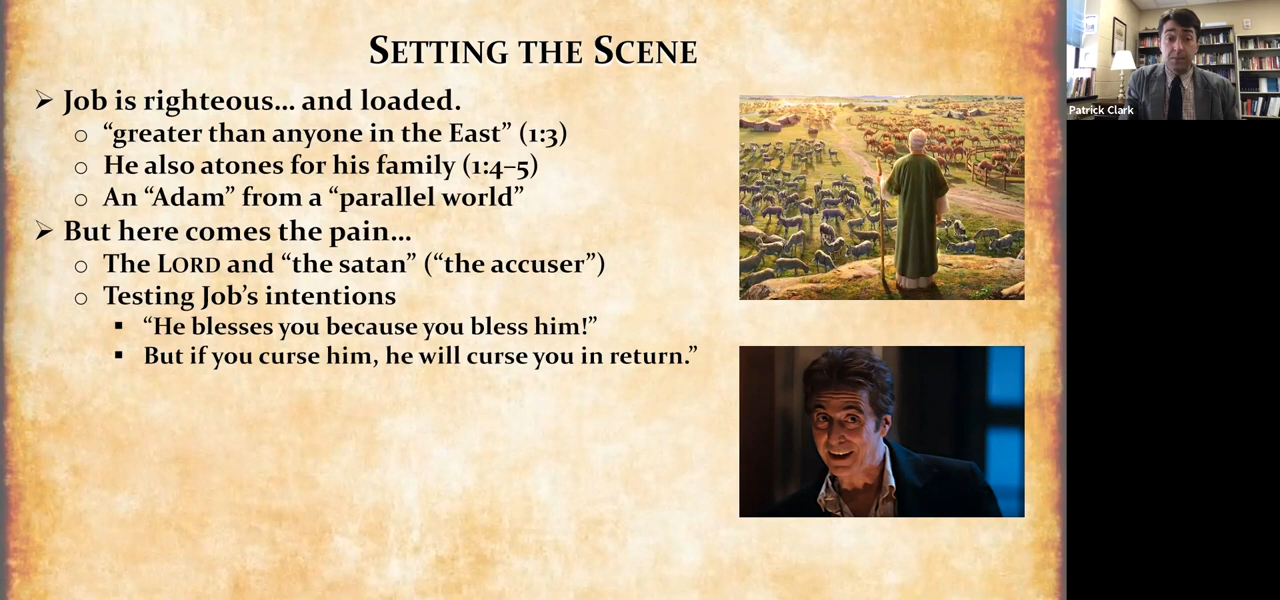 SETTING THE SCENE
Job is righteous… and loaded.
“greater than anyone in the East” (1:3)
He also atones for his family (1:4–5)
An “Adam” from a “parallel world”
But here comes the pain…
The LORD and “the satan” (“the accuser”)
Testing Job’s intentions
“He blesses you because you bless him!”
But if you curse him, he will curse you in return.”
Patrick Clark